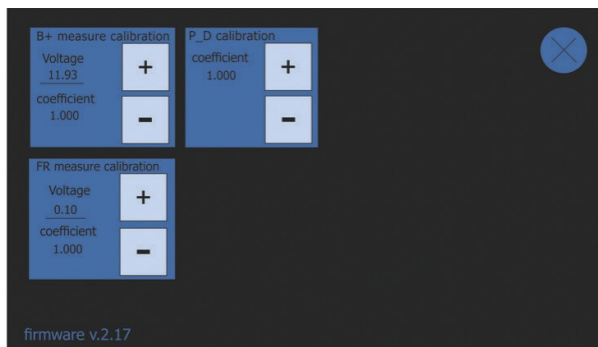 B+ measure calibration
Voltage
11.93
coefficient
1.000
+
-
P_D calibration
coefficient
1.000
+
-
FR measure calibration
Voltage
0.10
coefficient
1.000
+
-
firmware v.2.17